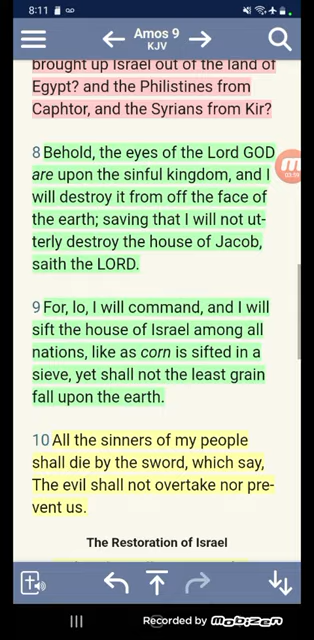 8:11
Amos 9
KJV
brought up Israel out of the land of
Egypt? and the Philistines from
Caphtor, and the Syrians from Kir?
8 Behold, the eyes of the Lord GOD
are upon the sinful kingdom, and I
will destroy it from off the face of
the earth; saving that I will not ut-
terly destroy the house of Jacob,
saith the LORD.
03:59
9 For, lo, I will command, and I will
sift the house of Israel among all
nations, like as corn is sifted in a
sieve, yet shall not the least grain
fall upon the earth.
10 All the sinners of my people
shall die by the sword, which say,
The evil shall not overtake nor pre-
vent us.
The Restoration of Israel
Recorded by Mobizen